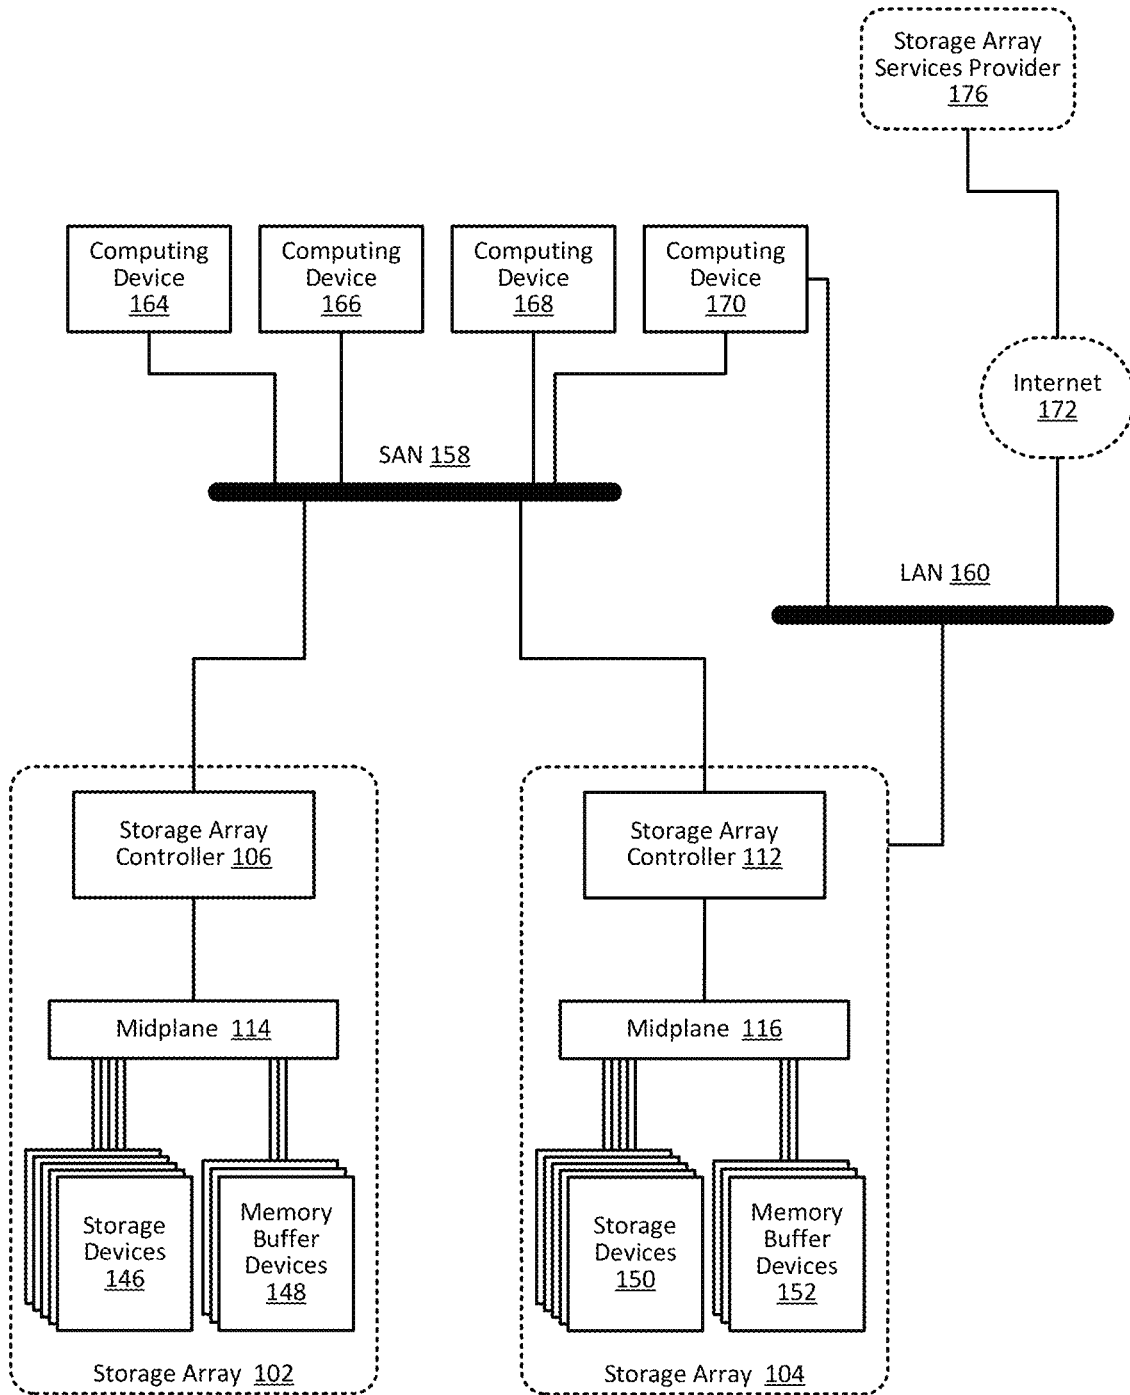 Storage Array
Services Provider
176
Computing
Device
164
Computing
Device
166
Computing
Device
168
Computing
Device
170
Internet
172
SAN 158
LAN 160
Storage Array
Controller 106
Storage Array
Controller 112
Midplane 114
Midplane 116
Storage
Devices
146
Memory
Buffer
Devices
148
Storage
Devices
150
Memory
Buffer
Devices
152
Storage Array 102
Storage Array 104